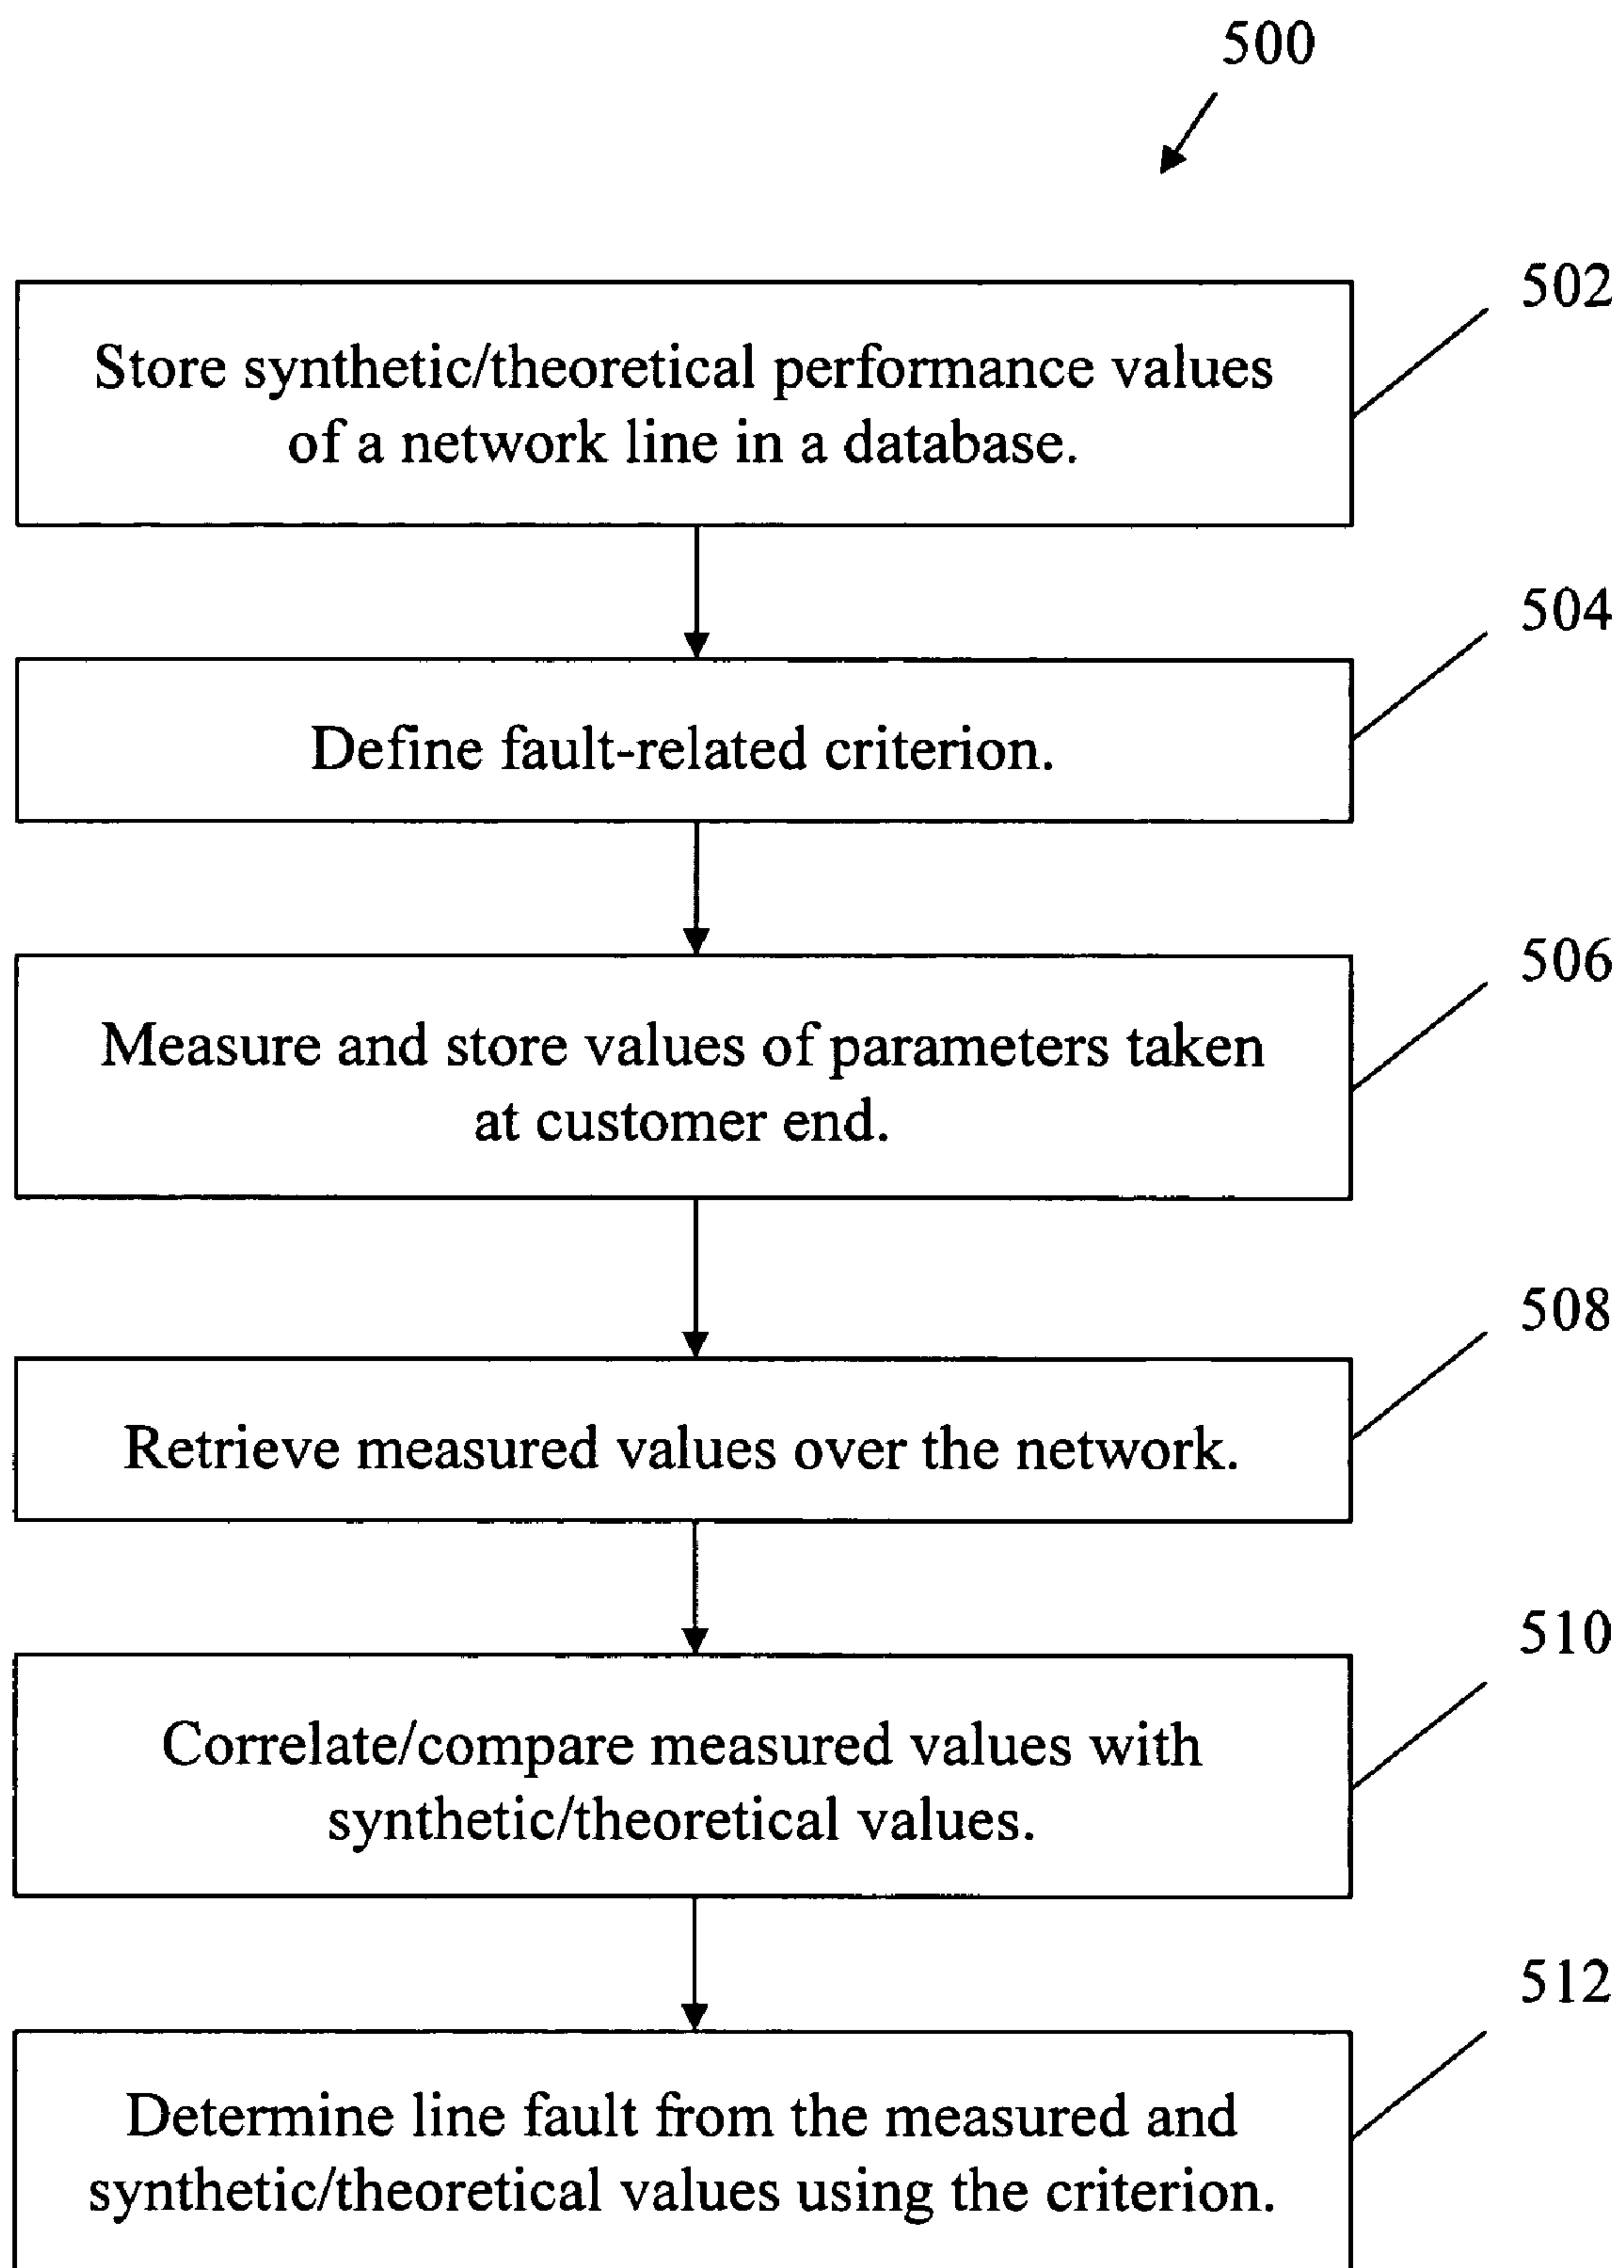 500
502
Store synthetic/theoretical performance values
of a network line in a database.
504
Define fault-related criterion.
506
Measure and store values of parameters taken
at customer end.
508
Retrieve measured values over the network.
510
Correlate/compare measured values with
synthetic/theoretical values.
512
Determine line fault from the measured and
synthetic/theoretical values using the criterion.